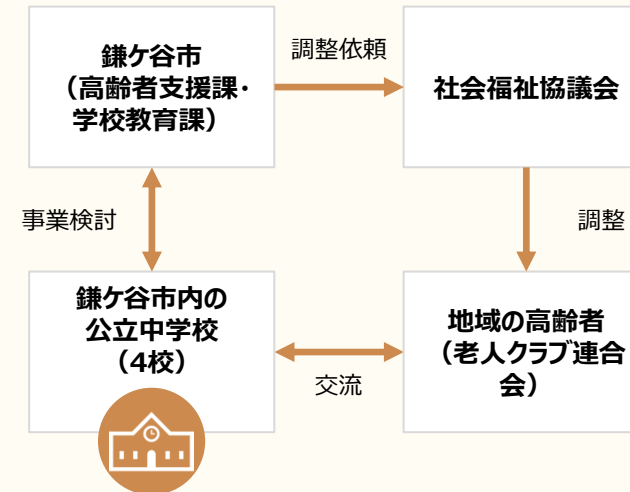 鎌ケ谷市
（高齢者支援課・
学校教育課）
調整依頼
社会福祉協議会
事業検討
調整
鎌ケ谷市内の
公立中学校
（4校）
交流
地域の高齢者
（老人クラブ連合
会）